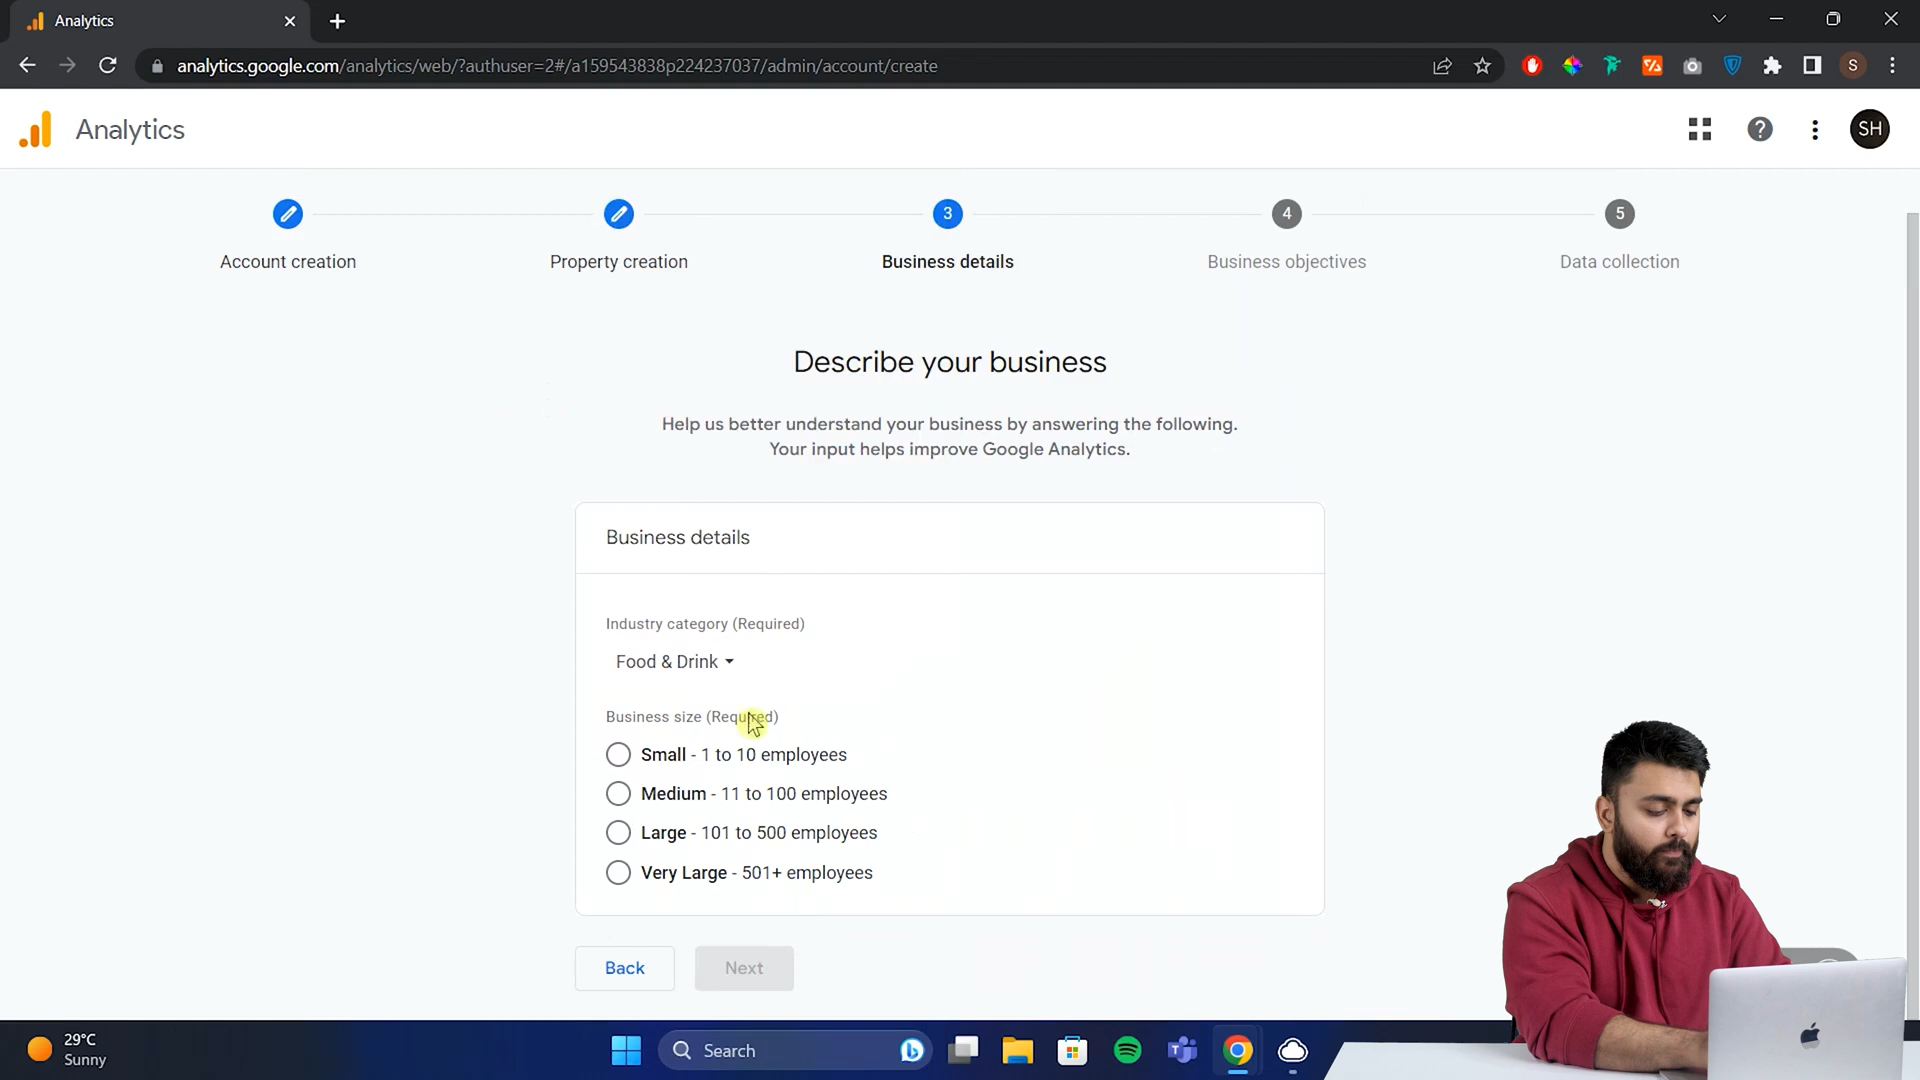 Analytics
analytics.google.com/analytics/web/?authuser=2#/a159543838p224237037/admin/account/create
S
Analytics
SH
3
4
5
Account creation
Property creation
Business details
Business objectives
Data collection
Describe your business
Help us better understand your business by answering the following.
Your input helps improve Google Analytics.
Business details
Industry category (Required)
Food & Drink
Business size (Required)
Small - 1 to 10 employees
Medium - 11 to 100 employees
Large - 101 to 500 employees
Very Large - 501+ employees
Back
Next
29°C
Sunny
Search